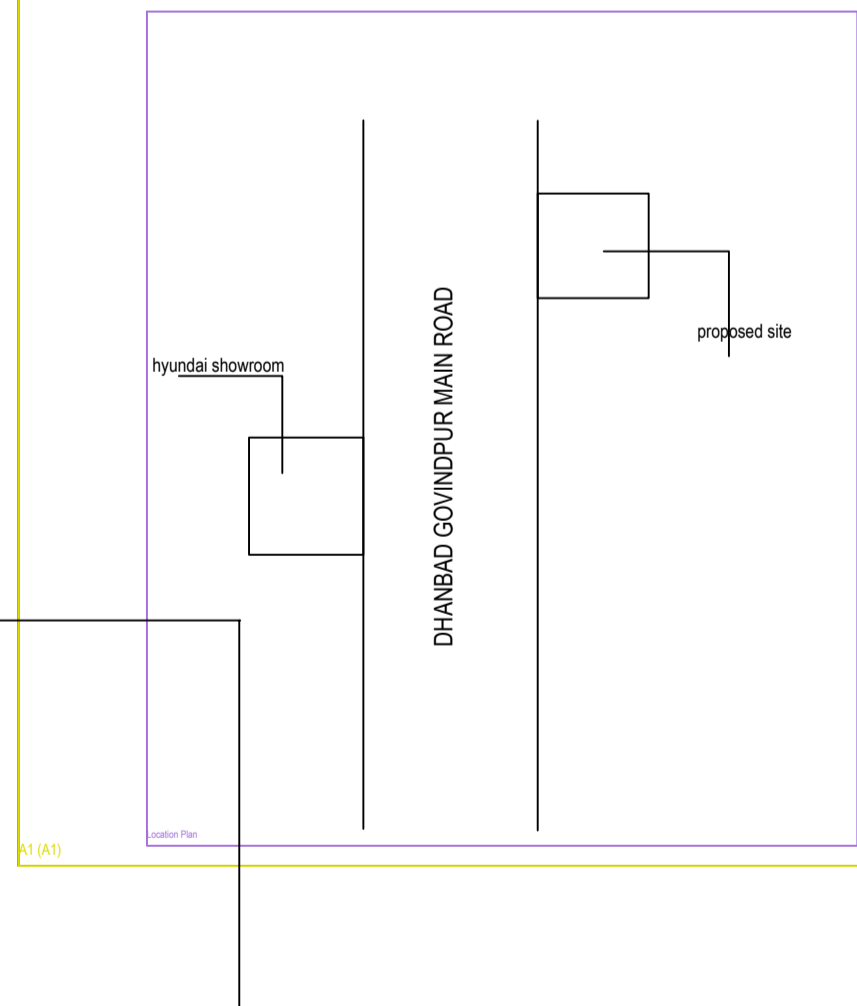 proposed site
hyundai showroom
DHANBAD GOVINDPUR MAIN ROAD
Location Plan
A1 (A1)